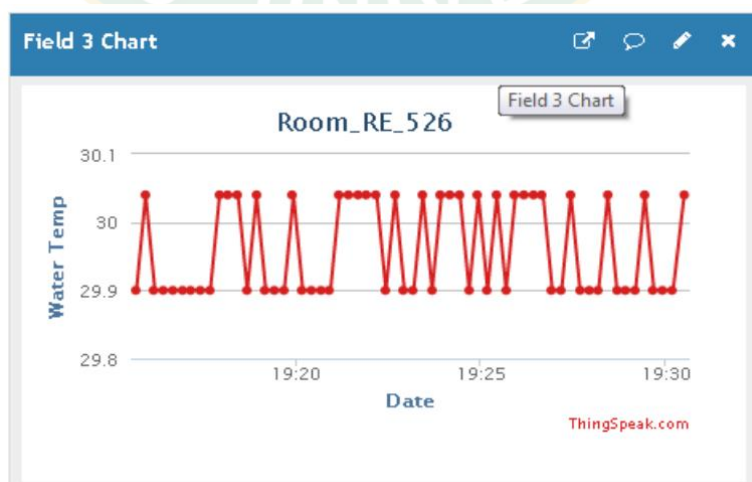 Field 3 Chart
Field 3 Chart
Room_RE_526
30.1
30
29.9
29.8
Water Temp
19:20 19:25 19:30
Date
ThingSpeak.com